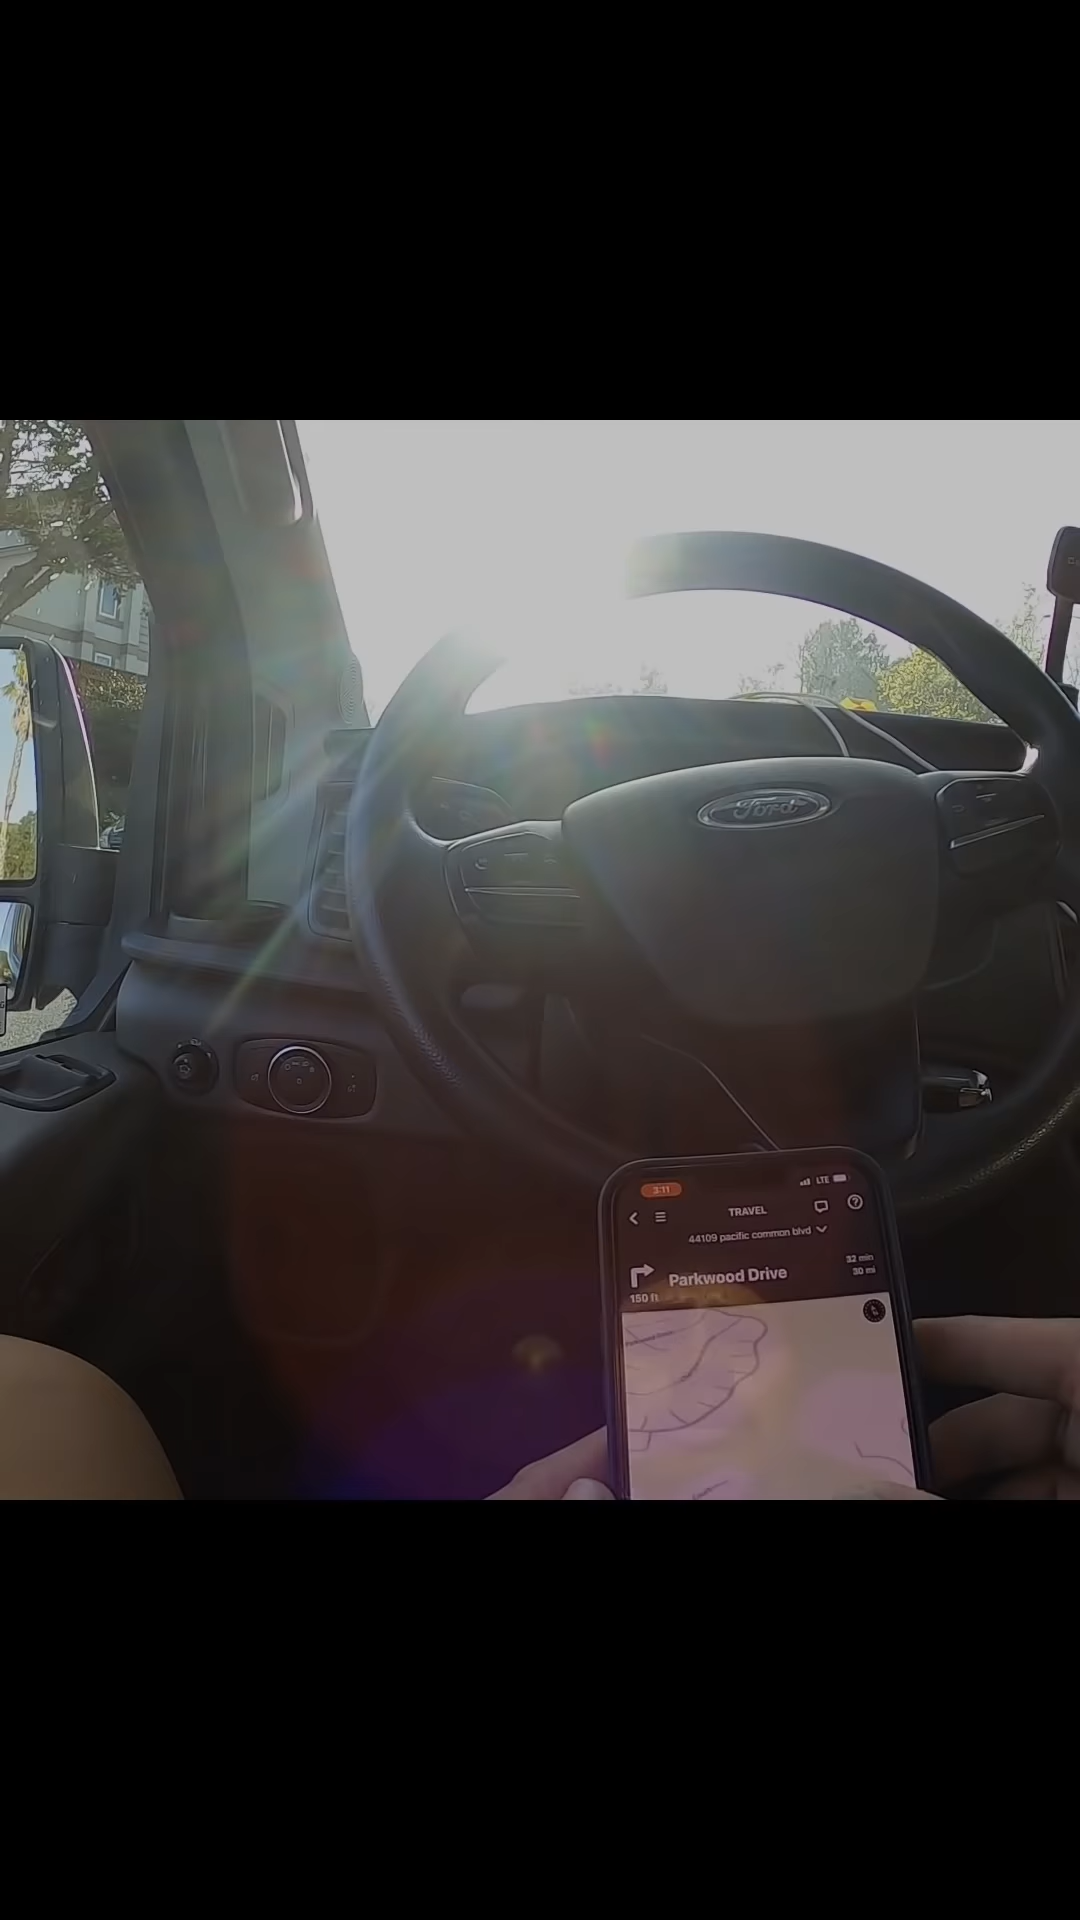 Ford
3:11
LTE
TRAVEL
44109 pacific common blvd
Parkwood Drive
32 min
30 mi
150 ft